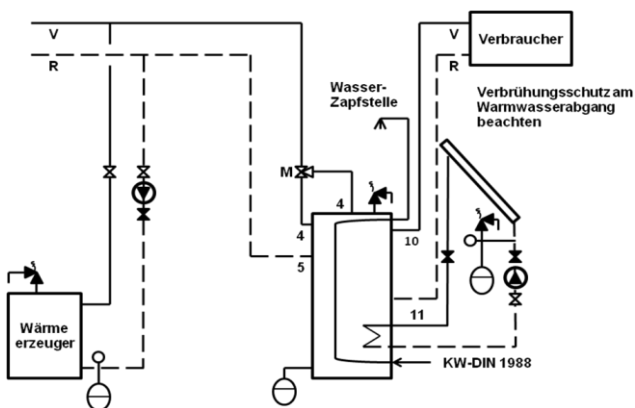 V
R
V
R
Verbraucher
Wasser-
Zapfstelle
Verbrühungsschutz am
Warmwasserabgang
beachten
M
4
4
5
10
11
Wärme
erzeuger
KW-DIN 1988